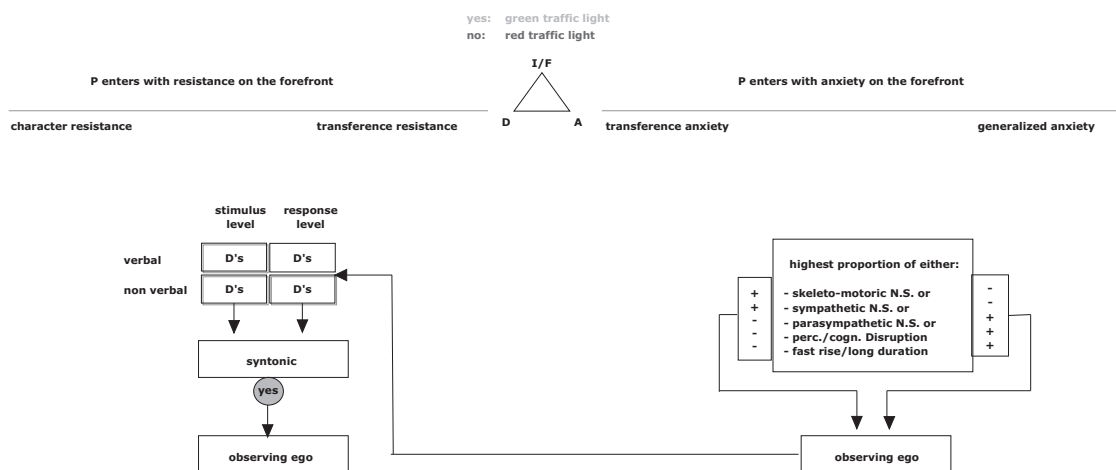 yes: green traffic light
no: red traffic light
I/F
P enters with resistance on the forefront
P enters with anxiety on the forefront
D A
character resistance
transference resistance
transference anxiety
generalized anxiety
stimulus level
response level
verbal
D's
D's
non verbal
D's
D's
syntonic
yes
observing ego
highest proportion of either:
+ - skeleto-motoric N.S. or -
+ - sympathetic N.S. or -
- - parasympathetic N.S. or +
- - perc./cogn. Disruption +
- - fast rise/long duration +
observing ego